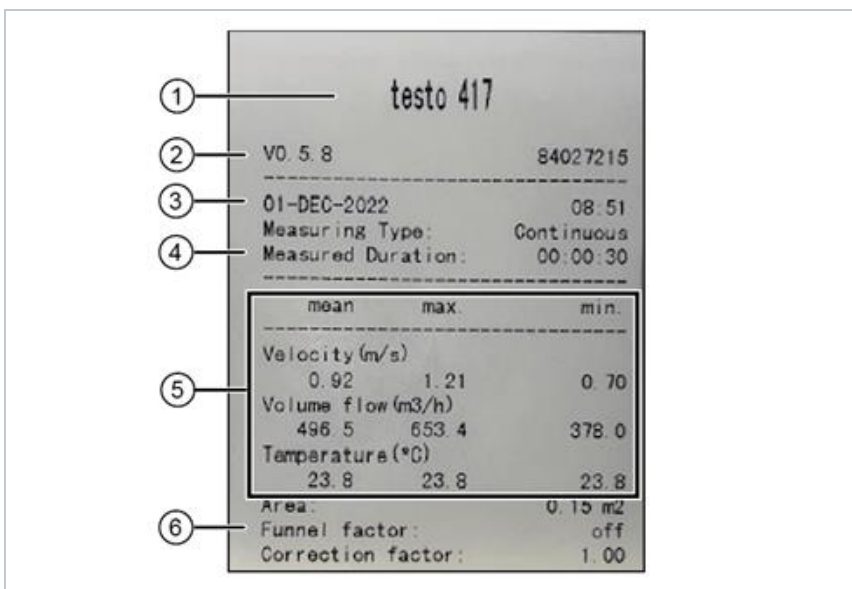 ① testo 417
② V0.5.8 84027215
③ 01-DEC-2022 08:51
Measuring Type: Continuous
④ Measured Duration: 00:00:30
mean max. min.
Velocity(m/s)
⑤ 0.92 1.21 0.70
Volume flow(m3/h)
496.5 653.4 378.0
Temperature(°C)
23.8 23.8 23.8
Area: 0.15 m2
⑥ Funnel factor: off
Correction factor: 1.00